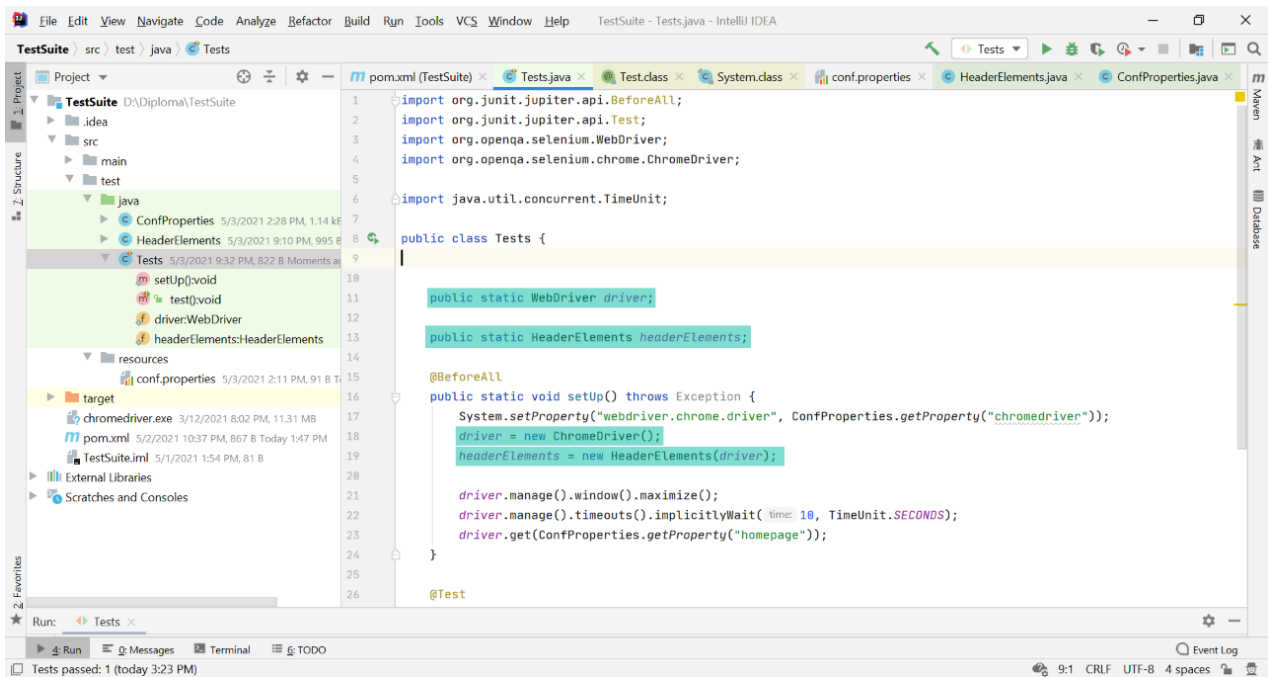 File Edit View Navigate Code Analyze Refactor Build Run Tools VCS Window Help TestSuite - Tests.java - IntelliJ IDEA
TestSuite src test java Tests
Tests
Project
pom.xml (TestSuite) Tests.java Test.class System.class conf.properties HeaderElements.java ConfProperties.java
1: Project
Z: Structure
2: Favorites
TestSuite D:\Diploma\TestSuite
.idea
src
main
test
java
ConfProperties 5/3/2021 2:28 PM, 1.14 kB
HeaderElements 5/3/2021 9:10 PM, 995 B
Tests 5/3/2021 9:32 PM, 822 B Moments a
setUp():void
test():void
driver:WebDriver
headerElements:HeaderElements
resources
conf.properties 5/3/2021 2:11 PM, 91 B T
target
chromedriver.exe 3/12/2021 8:02 PM, 11.31 MB
pom.xml 5/2/2021 10:37 PM, 867 B Today 1:47 PM
TestSuite.iml 5/1/2021 1:54 PM, 81 B
External Libraries
Scratches and Consoles
1 import org.junit.jupiter.api.BeforeAll;
2 import org.junit.jupiter.api.Test;
3 import org.openqa.selenium.WebDriver;
4 import org.openqa.selenium.chrome.ChromeDriver;
5
6 import java.util.concurrent.TimeUnit;
7
8 public class Tests {
9
10
11 public static WebDriver driver;
12
13 public static HeaderElements headerElements;
14
15 @BeforeAll
16 public static void setUp() throws Exception {
17 System.setProperty("webdriver.chrome.driver", ConfProperties.getProperty("chromedriver"));
18 driver = new ChromeDriver();
19 headerElements = new HeaderElements(driver);
20
21 driver.manage().window().maximize();
22 driver.manage().timeouts().implicitlyWait( time: 10, TimeUnit.SECONDS);
23 driver.get(ConfProperties.getProperty("homepage"));
24 }
25
26 @Test
Maven
Ant
Database
Run: Tests
4: Run 0: Messages Terminal 6: TODO Event Log
Tests passed: 1 (today 3:23 PM) 9:1 CRLF UTF-8 4 spaces